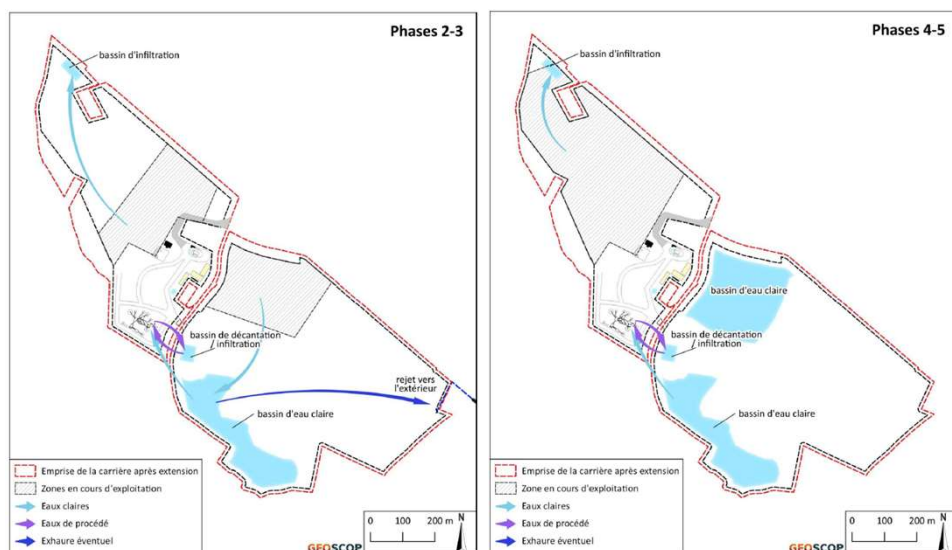 Phases 2-3
bassin d'infiltration
bassin de décantation
infiltration
rejet vers
l'extérieur
bassin d'eau claire
Emprise de la carrière après extension
Zones en cours d'exploitation
Eaux claires
Eaux de procédé
Exhaure éventuel
0 100 200 m
N
GEOSCOP
Phases 4-5
bassin d'infiltration
bassin d'eau claire
bassin de décantation
infiltration
bassin d'eau claire
Emprise de la carrière après extension
Zone en cours d'exploitation
Eaux claires
Eaux de procédé
Exhaure éventuel
0 100 200 m
N
GEOSCOP